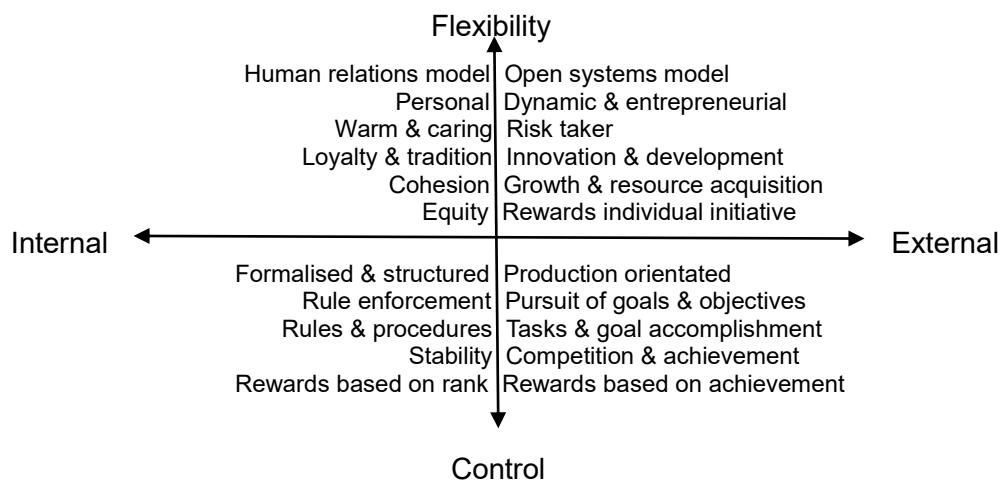 Flexibility
Human relations model Open systems model
Personal Dynamic & entrepreneurial
Warm & caring Risk taker
Loyalty & tradition Innovation & development
Cohesion Growth & resource acquisition
Equity Rewards individual initiative
Internal External
Formalised & structured Production orientated
Rule enforcement Pursuit of goals & objectives
Rules & procedures Tasks & goal accomplishment
Stability Competition & achievement
Rewards based on rank Rewards based on achievement
Control